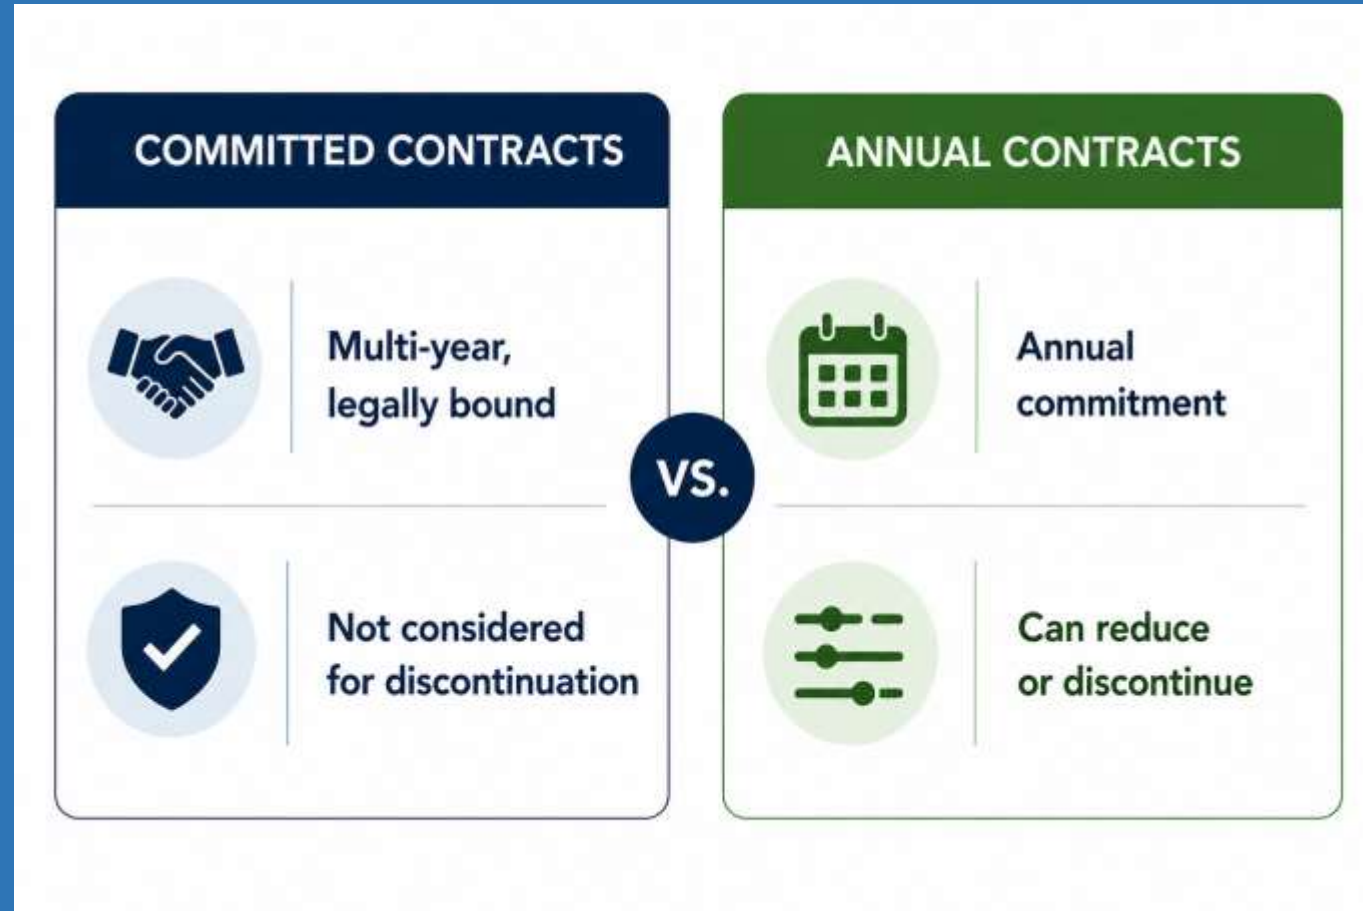 COMMITTED CONTRACTS
Multi-year,
legally bound
Not considered
for discontinuation
VS.
ANNUAL CONTRACTS
Annual
commitment
Can reduce
or discontinue